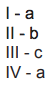 I - a
II - b
III - c
IV - a